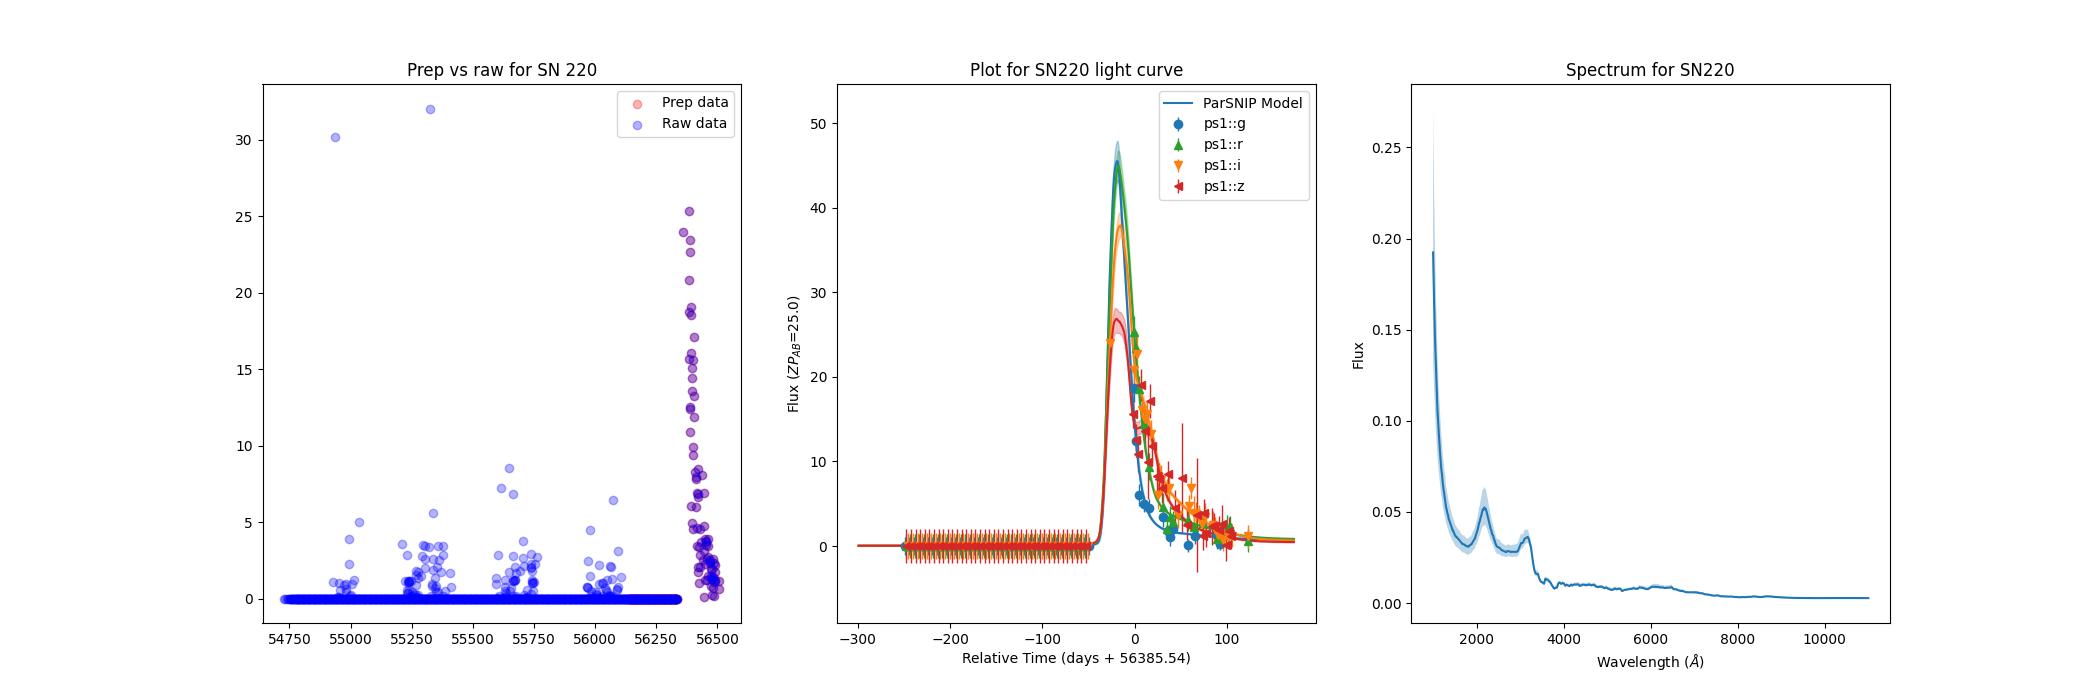 Prep vs raw for SN 220
Prep data
Raw data
30
25
20
15
10
5
0
54750 55000 55250 55500 55750 56000 56250 56500
Plot for SN220 light curve
ParSNIP Model
ps1::g
ps1::r
ps1::i
ps1::z
50
40
30
20
10
0
Flux (ZP_AB=25.0)
−300 −200 −100 0 100
Relative Time (days + 56385.54)
Spectrum for SN220
0.25
0.20
0.15
0.10
0.05
0.00
Flux
2000 4000 6000 8000 10000
Wavelength (Å)